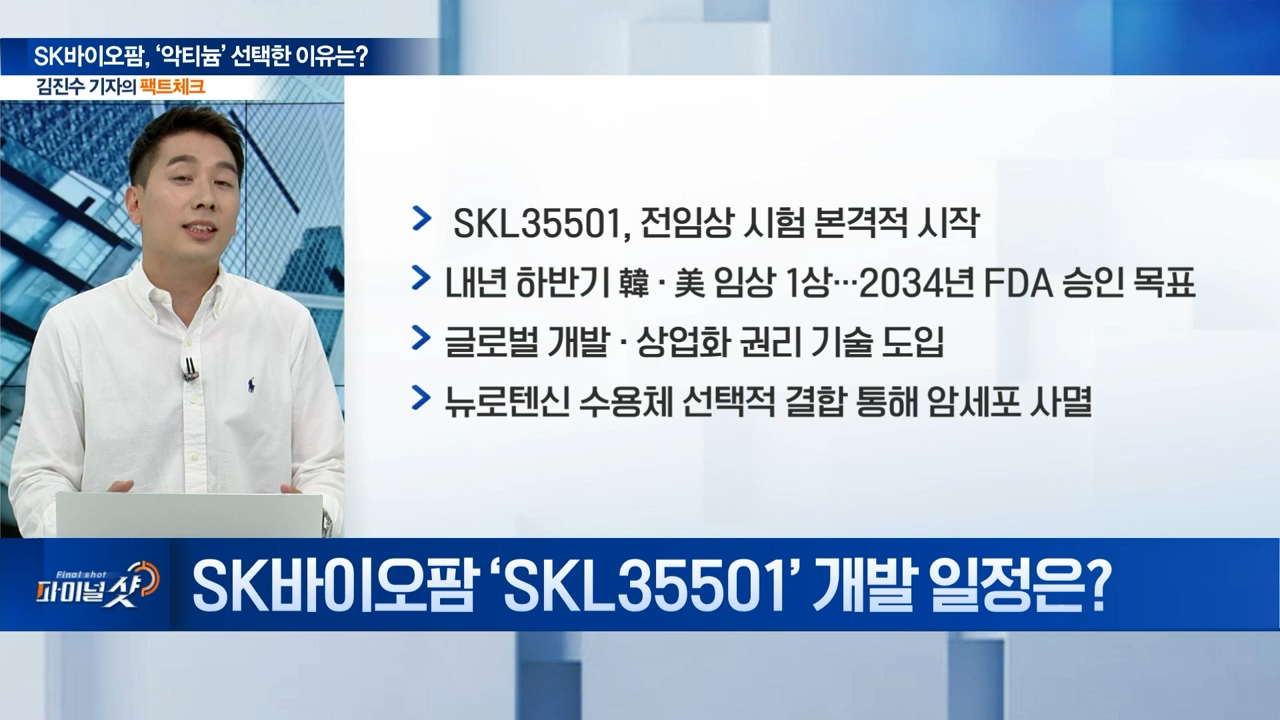 SK바이오팜, ‘악티늄’ 선택한 이유는?
김진수 기자의 팩트체크
SKL35501, 전임상 시험 본격적 시작
내년 하반기 韓·美 임상 1상…2034년 FDA 승인 목표
글로벌 개발·상업화 권리 기술 도입
뉴로텐신 수용체 선택적 결합 통해 암세포 사멸
Final shot
파이널샷
SK바이오팜 ‘SKL35501’ 개발 일정은?